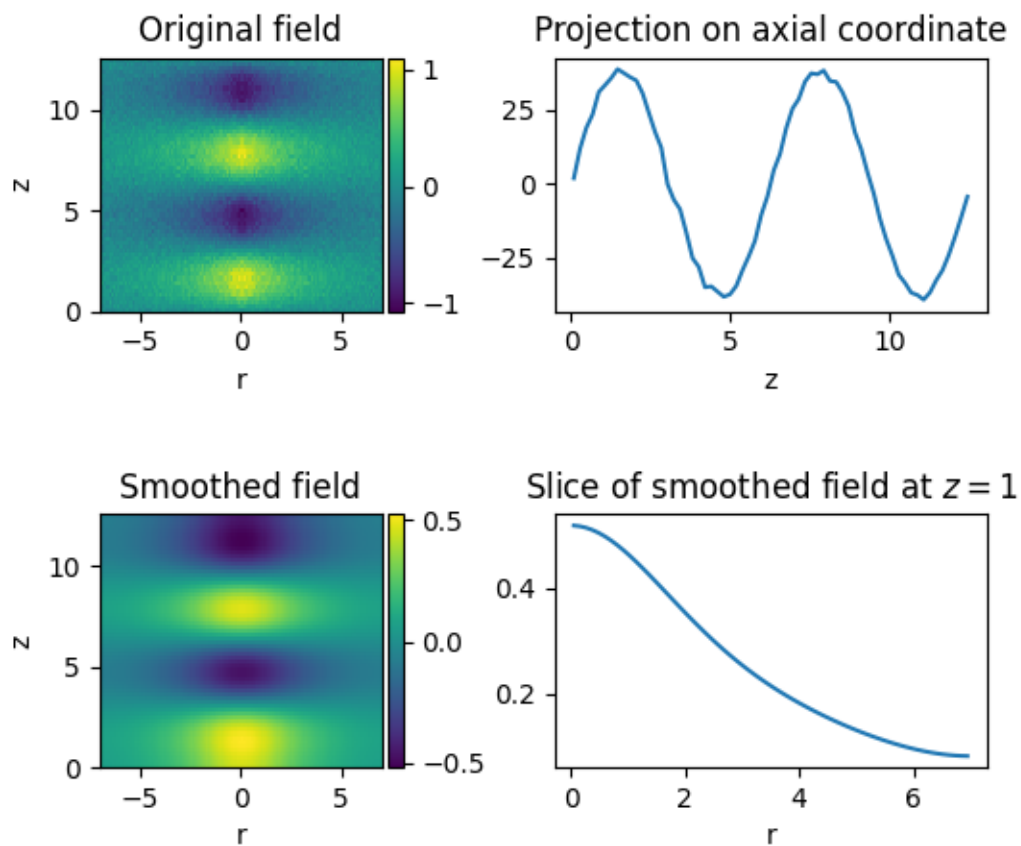 Original field
1
0
−1
10
5
0
z
−5 0 5
r
Projection on axial coordinate
25
0
−25
0 5 10
z
Smoothed field
0.5
0.0
−0.5
10
5
0
z
−5 0 5
r
Slice of smoothed field at z = 1
0.4
0.2
0 2 4 6
r